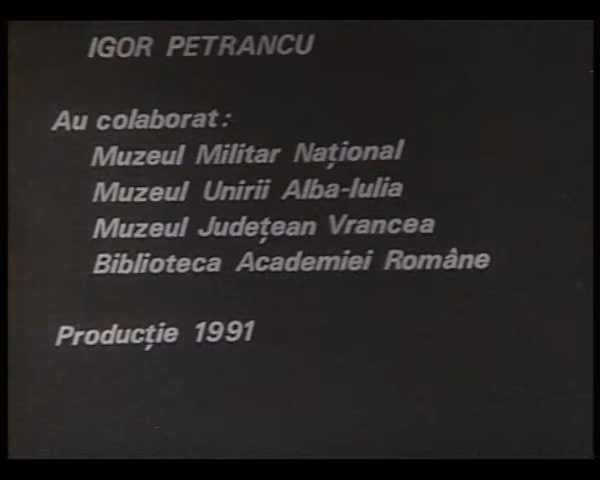 IGOR PETRANCU
Au colaborat:
Muzeul Militar Național
Muzeul Unirii Alba-Iulia
Muzeul Județean Vrancea
Biblioteca Academiei Române
Producție 1991